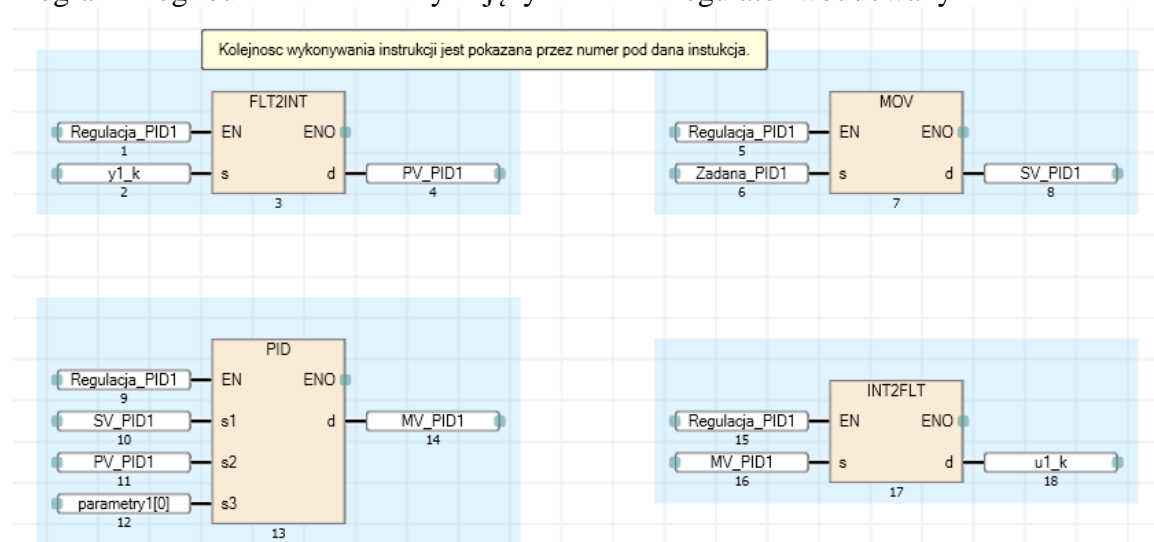 Kolejnosc wykonywania instrukcji jest pokazana przez numer pod dana instukcja.
FLT2INT
Regulacja_PID1 EN ENO
1
y1_k s d PV_PID1
2 4
3
MOV
Regulacja_PID1 EN ENO
5
Zadana_PID1 s d SV_PID1
6 8
7
PID
Regulacja_PID1 EN ENO
9
SV_PID1 s1 d MV_PID1
10 14
PV_PID1 s2
11
parametry1[0] s3
12
13
INT2FLT
Regulacja_PID1 EN ENO
15
MV_PID1 s d u1_k
16 18
17